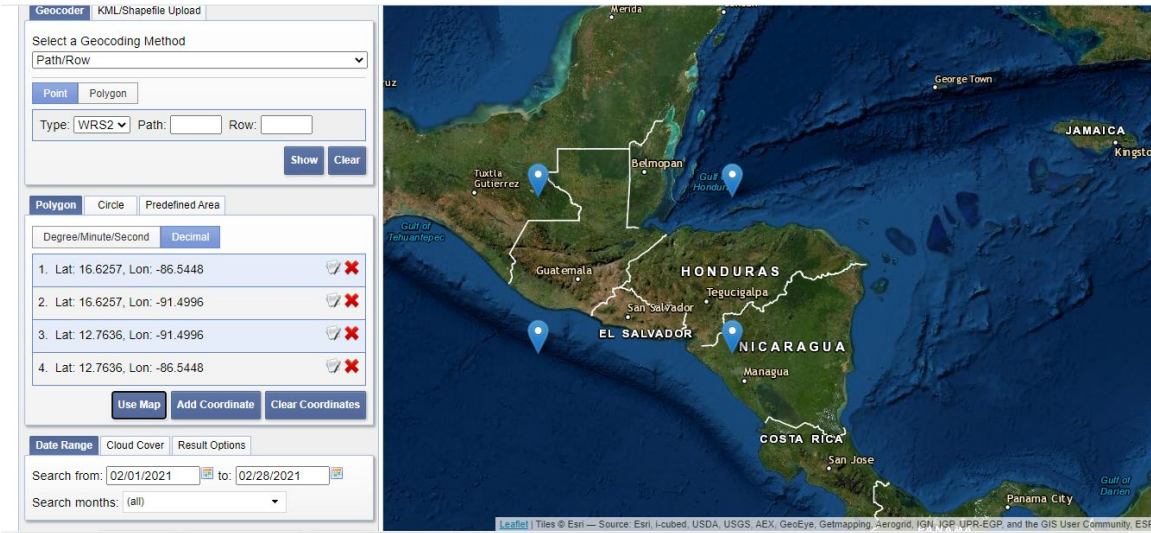 Geocoder KML/Shapefile Upload
Select a Geocoding Method
Path/Row
Point Polygon
Type: WRS2 Path: Row:
Show Clear
Polygon Circle Predefined Area
Degree/Minute/Second Decimal
1. Lat: 16.6257, Lon: -86.5448
2. Lat: 16.6257, Lon: -91.4996
3. Lat: 12.7636, Lon: -91.4996
4. Lat: 12.7636, Lon: -86.5448
Use Map Add Coordinate Clear Coordinates
Date Range Cloud Cover Result Options
Search from: 02/01/2021 to: 02/28/2021
Search months: (all)
Merida
uz
George Town
JAMAICA
Kingsto
Belmopan
Tuxtla
Gutierrez
Gulf
Hondur
Gulf of
Tehuantepec
Guatemala
HONDURAS
Tegucigalpa
San Salvador
EL SALVADOR
NICARAGUA
Managua
COSTA RICA
San Jose
Gulf of
Darien
Panama City
PANAMA
Leaflet | Tiles © Esri — Source: Esri, i-cubed, USDA, USGS, AEX, GeoEye, Getmapping, Aerogrid, IGN, IGP, UPR-EGP, and the GIS User Community, ESR